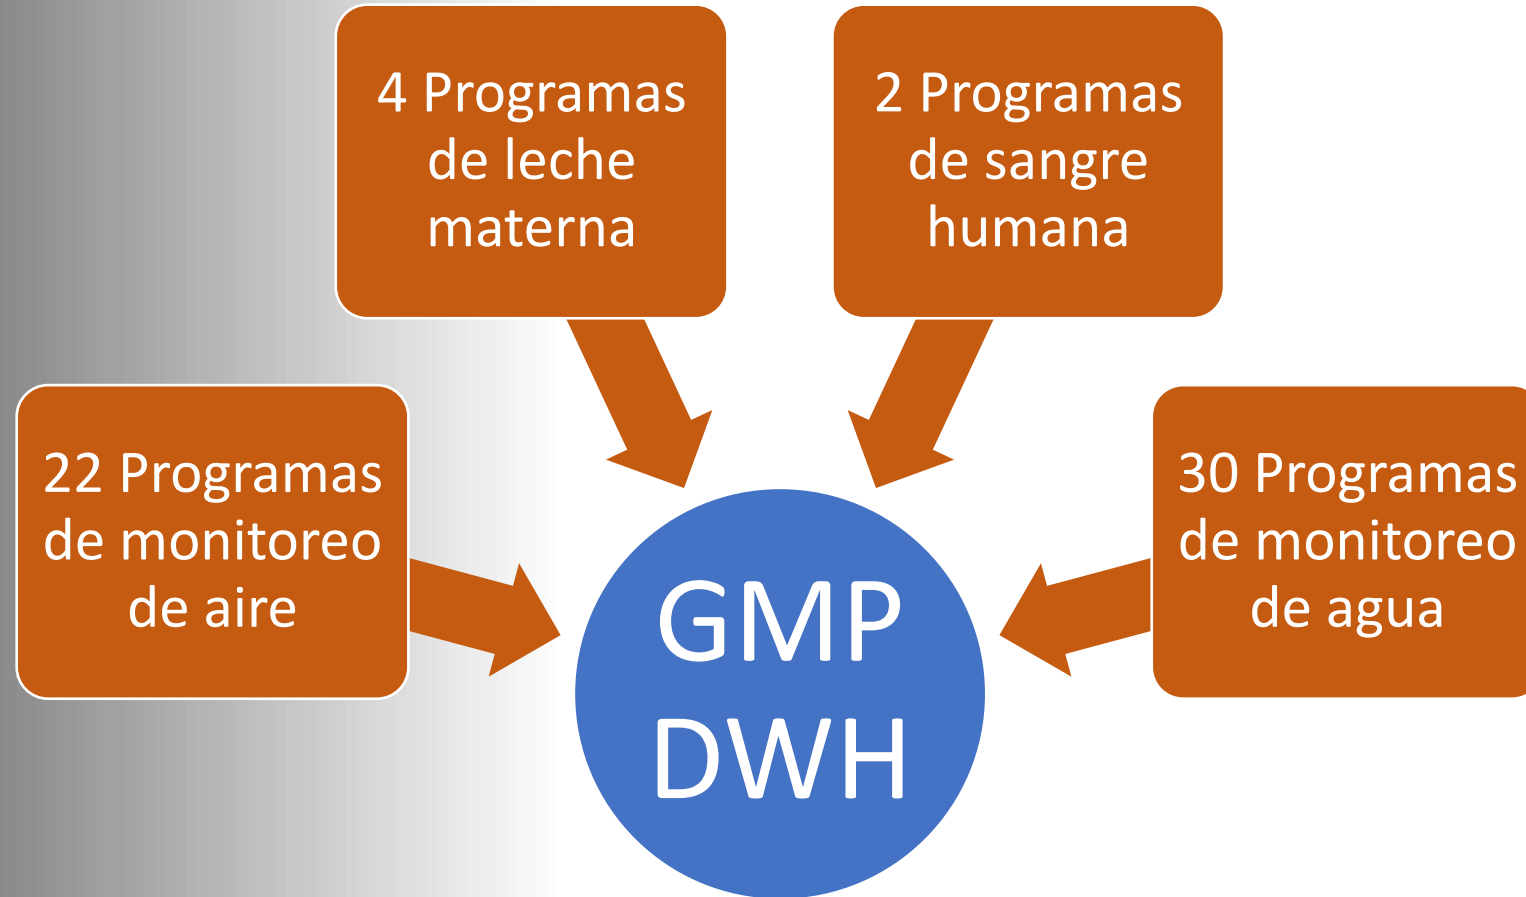 4 Programas
de leche
materna
2 Programas
de sangre
humana
22 Programas
de monitoreo
de aire
30 Programas
de monitoreo
de agua
GMP
DWH